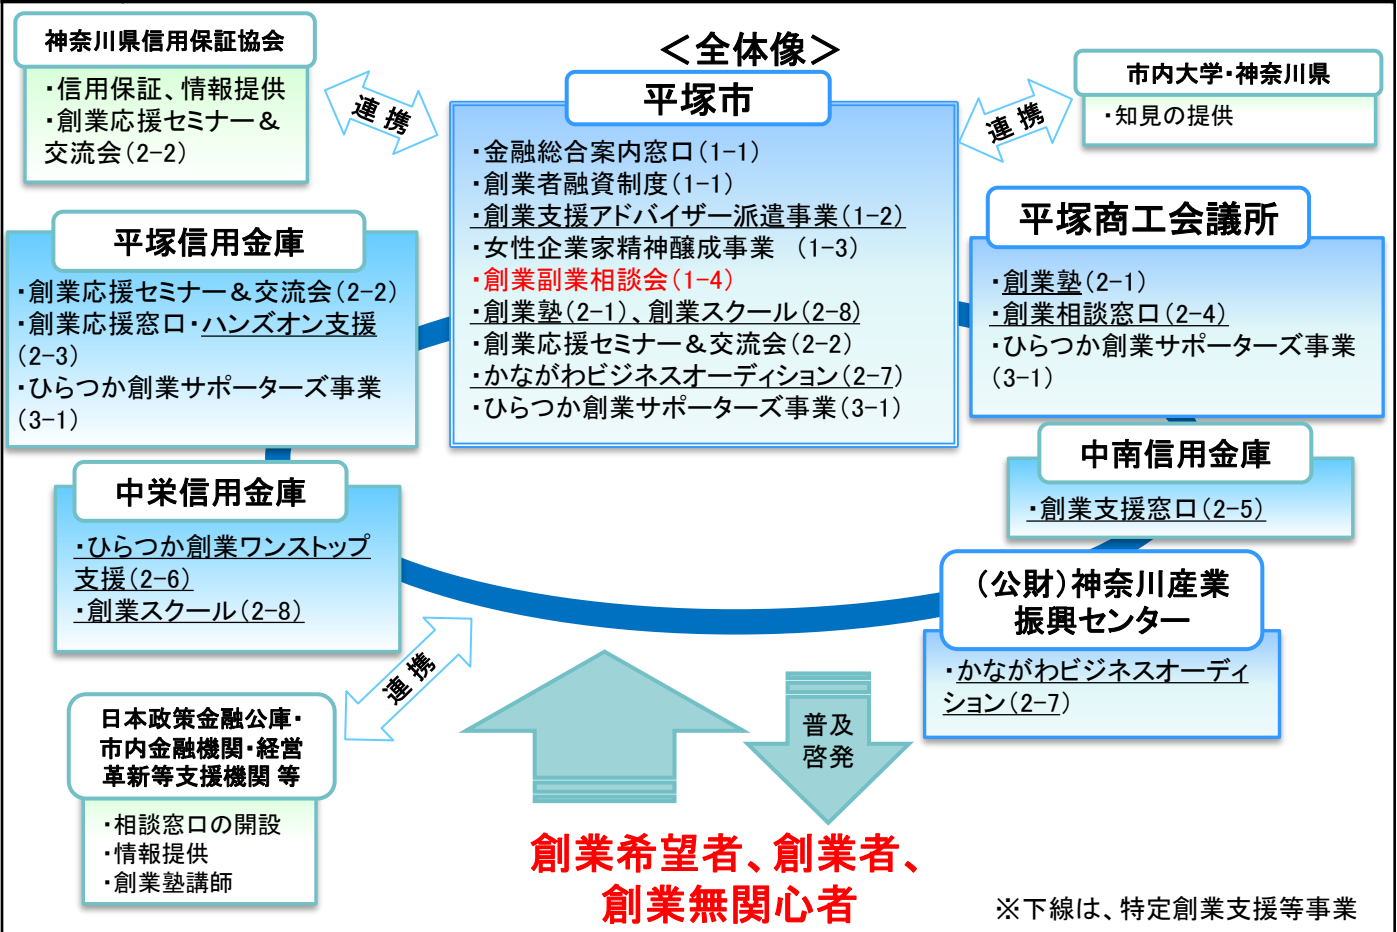 ＜全体像＞
神奈川県信用保証協会
・信用保証、情報提供
・創業応援セミナー＆
交流会(2-2)
連携
平塚市
・金融総合案内窓口(1-1)
・創業者融資制度(1-1)
・創業支援アドバイザー派遣事業(1-2)
・女性企業家精神醸成事業　(1-3)
・創業副業相談会(1-4)
・創業塾(2-1)、創業スクール(2-8)
・創業応援セミナー＆交流会(2-2)
・かながわビジネスオーディション(2-7)
・ひらつか創業サポーターズ事業(3-1)
連携
市内大学・神奈川県
・知見の提供
平塚信用金庫
・創業応援セミナー＆交流会(2-2)
・創業応援窓口・ハンズオン支援
(2-3)
・ひらつか創業サポーターズ事業
(3-1)
平塚商工会議所
・創業塾(2-1)
・創業相談窓口(2-4)
・ひらつか創業サポーターズ事業
(3-1)
中栄信用金庫
・ひらつか創業ワンストップ
支援(2-6)
・創業スクール(2-8)
中南信用金庫
・創業支援窓口(2-5)
(公財)神奈川産業
振興センター
・かながわビジネスオーディ
ション(2-7)
連携
日本政策金融公庫・
市内金融機関・経営
革新等支援機関 等
・相談窓口の開設
・情報提供
・創業塾講師
普及
啓発
創業希望者、創業者、
創業無関心者
※下線は、特定創業支援等事業